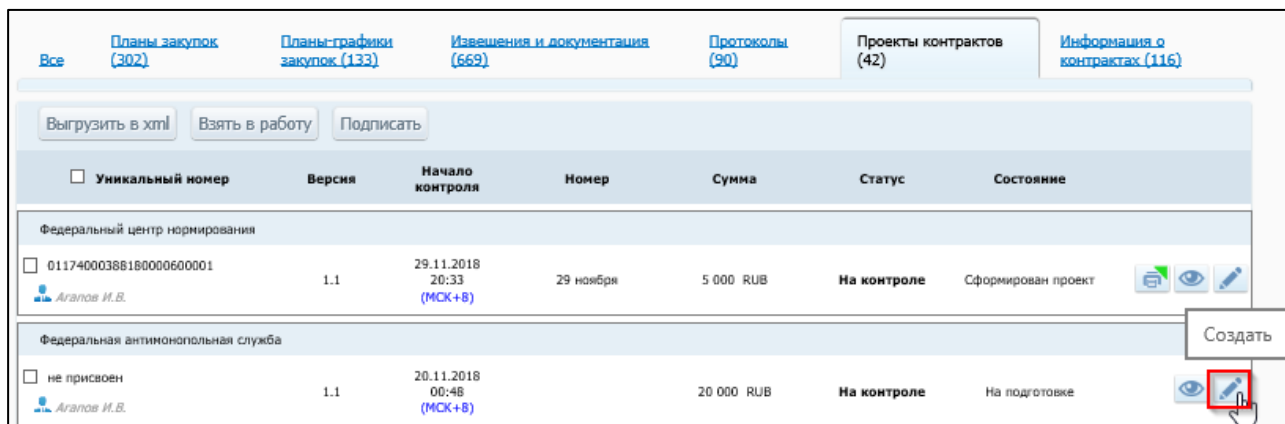 Все
Планы закупок
(302)
Планы-графики
закупок (133)
Извещения и документация
(669)
Протоколы
(90)
Проекты контрактов
(42)
Информация о
контрактах (116)
Выгрузить в xml
Взять в работу
Подписать
Уникальный номер
Версия
Начало
контроля
Номер
Сумма
Статус
Состояние
Федеральный центр нормирования
01174000388180000600001
Агапов И.В.
1.1
29.11.2018
20:33
(МСК+8)
29 ноября
5 000 RUB
На контроле
Сформирован проект
Федеральная антимонопольная служба
Создать
не присвоен
Агапов И.В.
1.1
20.11.2018
00:48
(МСК+8)
20 000 RUB
На контроле
На подготовке